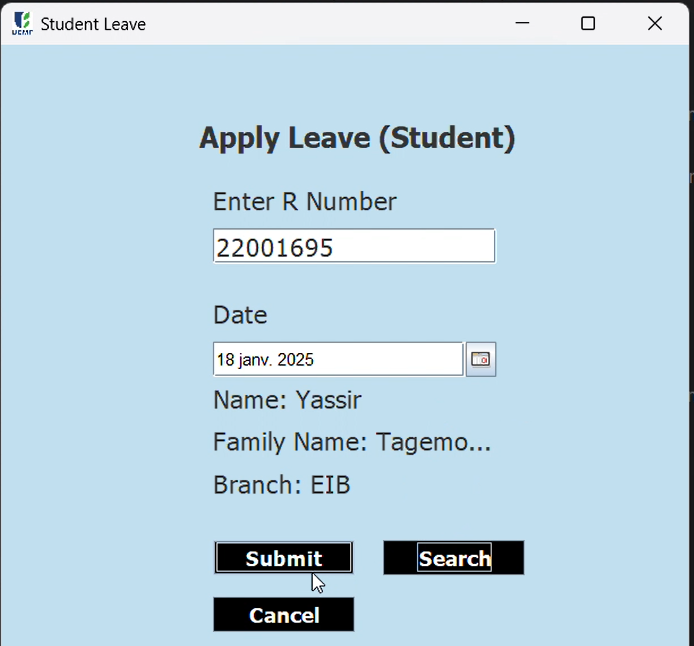 Student Leave
Apply Leave (Student)
Enter R Number
22001695
Date
18 janv. 2025
Name: Yassir
Family Name: Tagemo...
Branch: EIB
Submit Search
Cancel